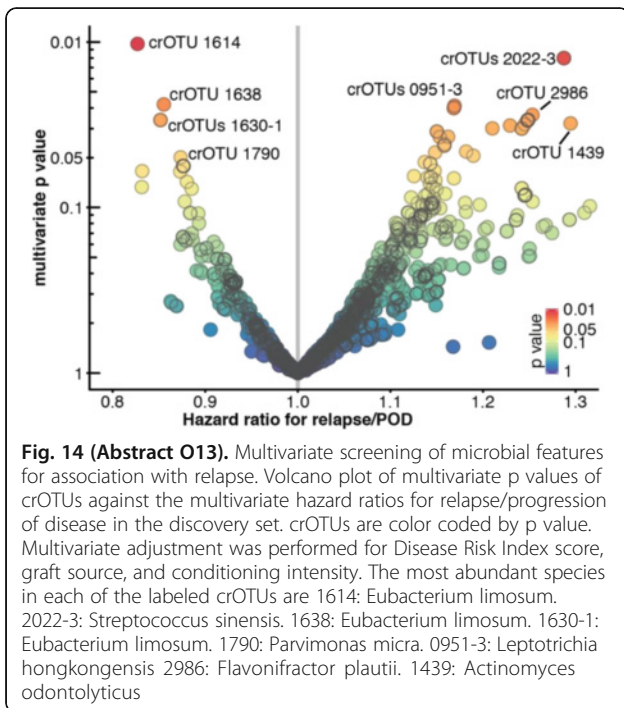 0.01
crOTU 1614
crOTUs 2022-3
crOTU 1638
crOTUs 0951-3
crOTU 2986
crOTUs 1630-1
crOTU 1439
crOTU 1790
0.05
0.1
1
multivariate p value
p value
0.01
0.05
0.1
1
0.8 0.9 1.0 1.1 1.2 1.3
Hazard ratio for relapse/POD
Fig. 14 (Abstract O13). Multivariate screening of microbial features
for association with relapse. Volcano plot of multivariate p values of
crOTUs against the multivariate hazard ratios for relapse/progression
of disease in the discovery set. crOTUs are color coded by p value.
Multivariate adjustment was performed for Disease Risk Index score,
graft source, and conditioning intensity. The most abundant species
in each of the labeled crOTUs are 1614: Eubacterium limosum.
2022-3: Streptococcus sinensis. 1638: Eubacterium limosum. 1630-1:
Eubacterium limosum. 1790: Parvimonas micra. 0951-3: Leptotrichia
hongkongensis 2986: Flavonifractor plautii. 1439: Actinomyces
odontolyticus